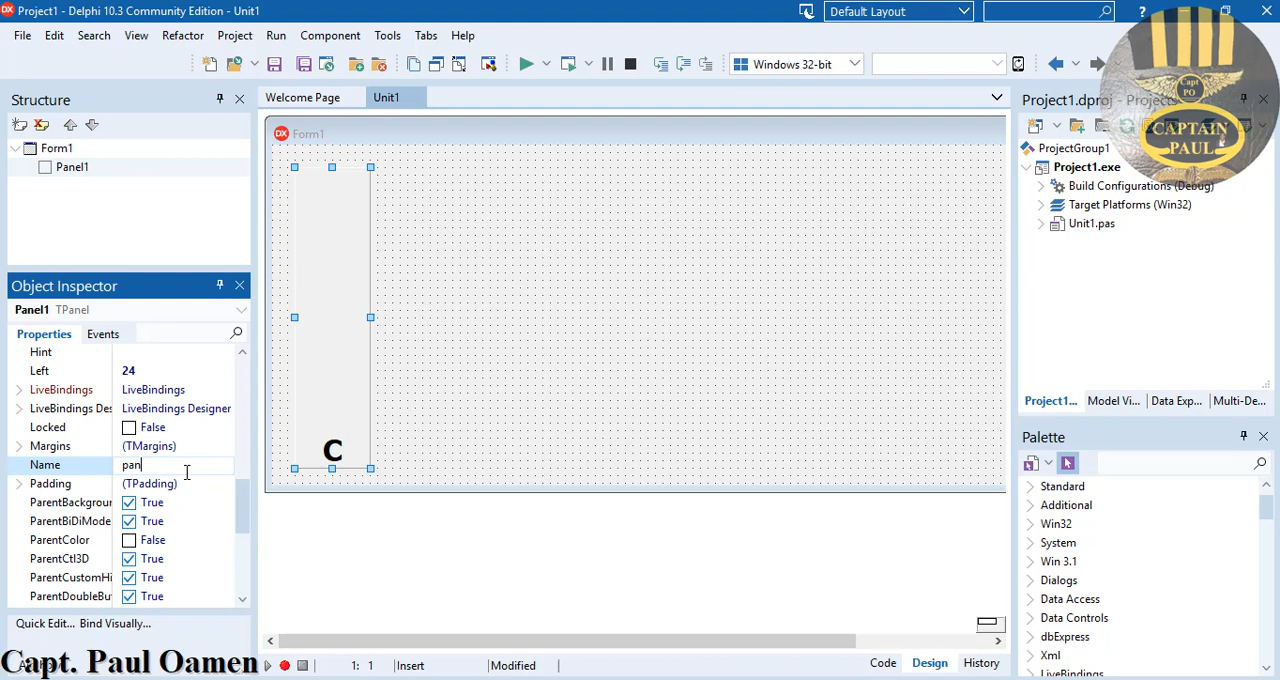 Project1 - Delphi 10.3 Community Edition - Unit1
Default Layout
?
File Edit Search View Refactor Project Run Component Tools Tabs Help
Windows 32-bit
Capt
PO
CAPTAIN
PAUL
Structure
Form1
Panel1
Welcome Page
Unit1
Form1
C
Project1.dproj - Projects
ProjectGroup1
Project1.exe
Build Configurations (Debug)
Target Platforms (Win32)
Unit1.pas
Project1... Model Vi... Data Exp... Multi-De...
Object Inspector
Panel1 TPanel
Properties Events
Hint
Left 24
LiveBindings LiveBindings
LiveBindings Des LiveBindings Designer
Locked False
Margins (TMargins)
Name pan
Padding (TPadding)
ParentBackgrour True
ParentBiDiMode True
ParentColor False
ParentCtl3D True
ParentCustomHi True
ParentDoubleBu True
Quick Edit... Bind Visually...
Capt. Paul Oamen
1: 1 Insert Modified Code Design History
Palette
Standard
Additional
Win32
System
Win 3.1
Dialogs
Data Access
Data Controls
dbExpress
Xml
LiveBindings